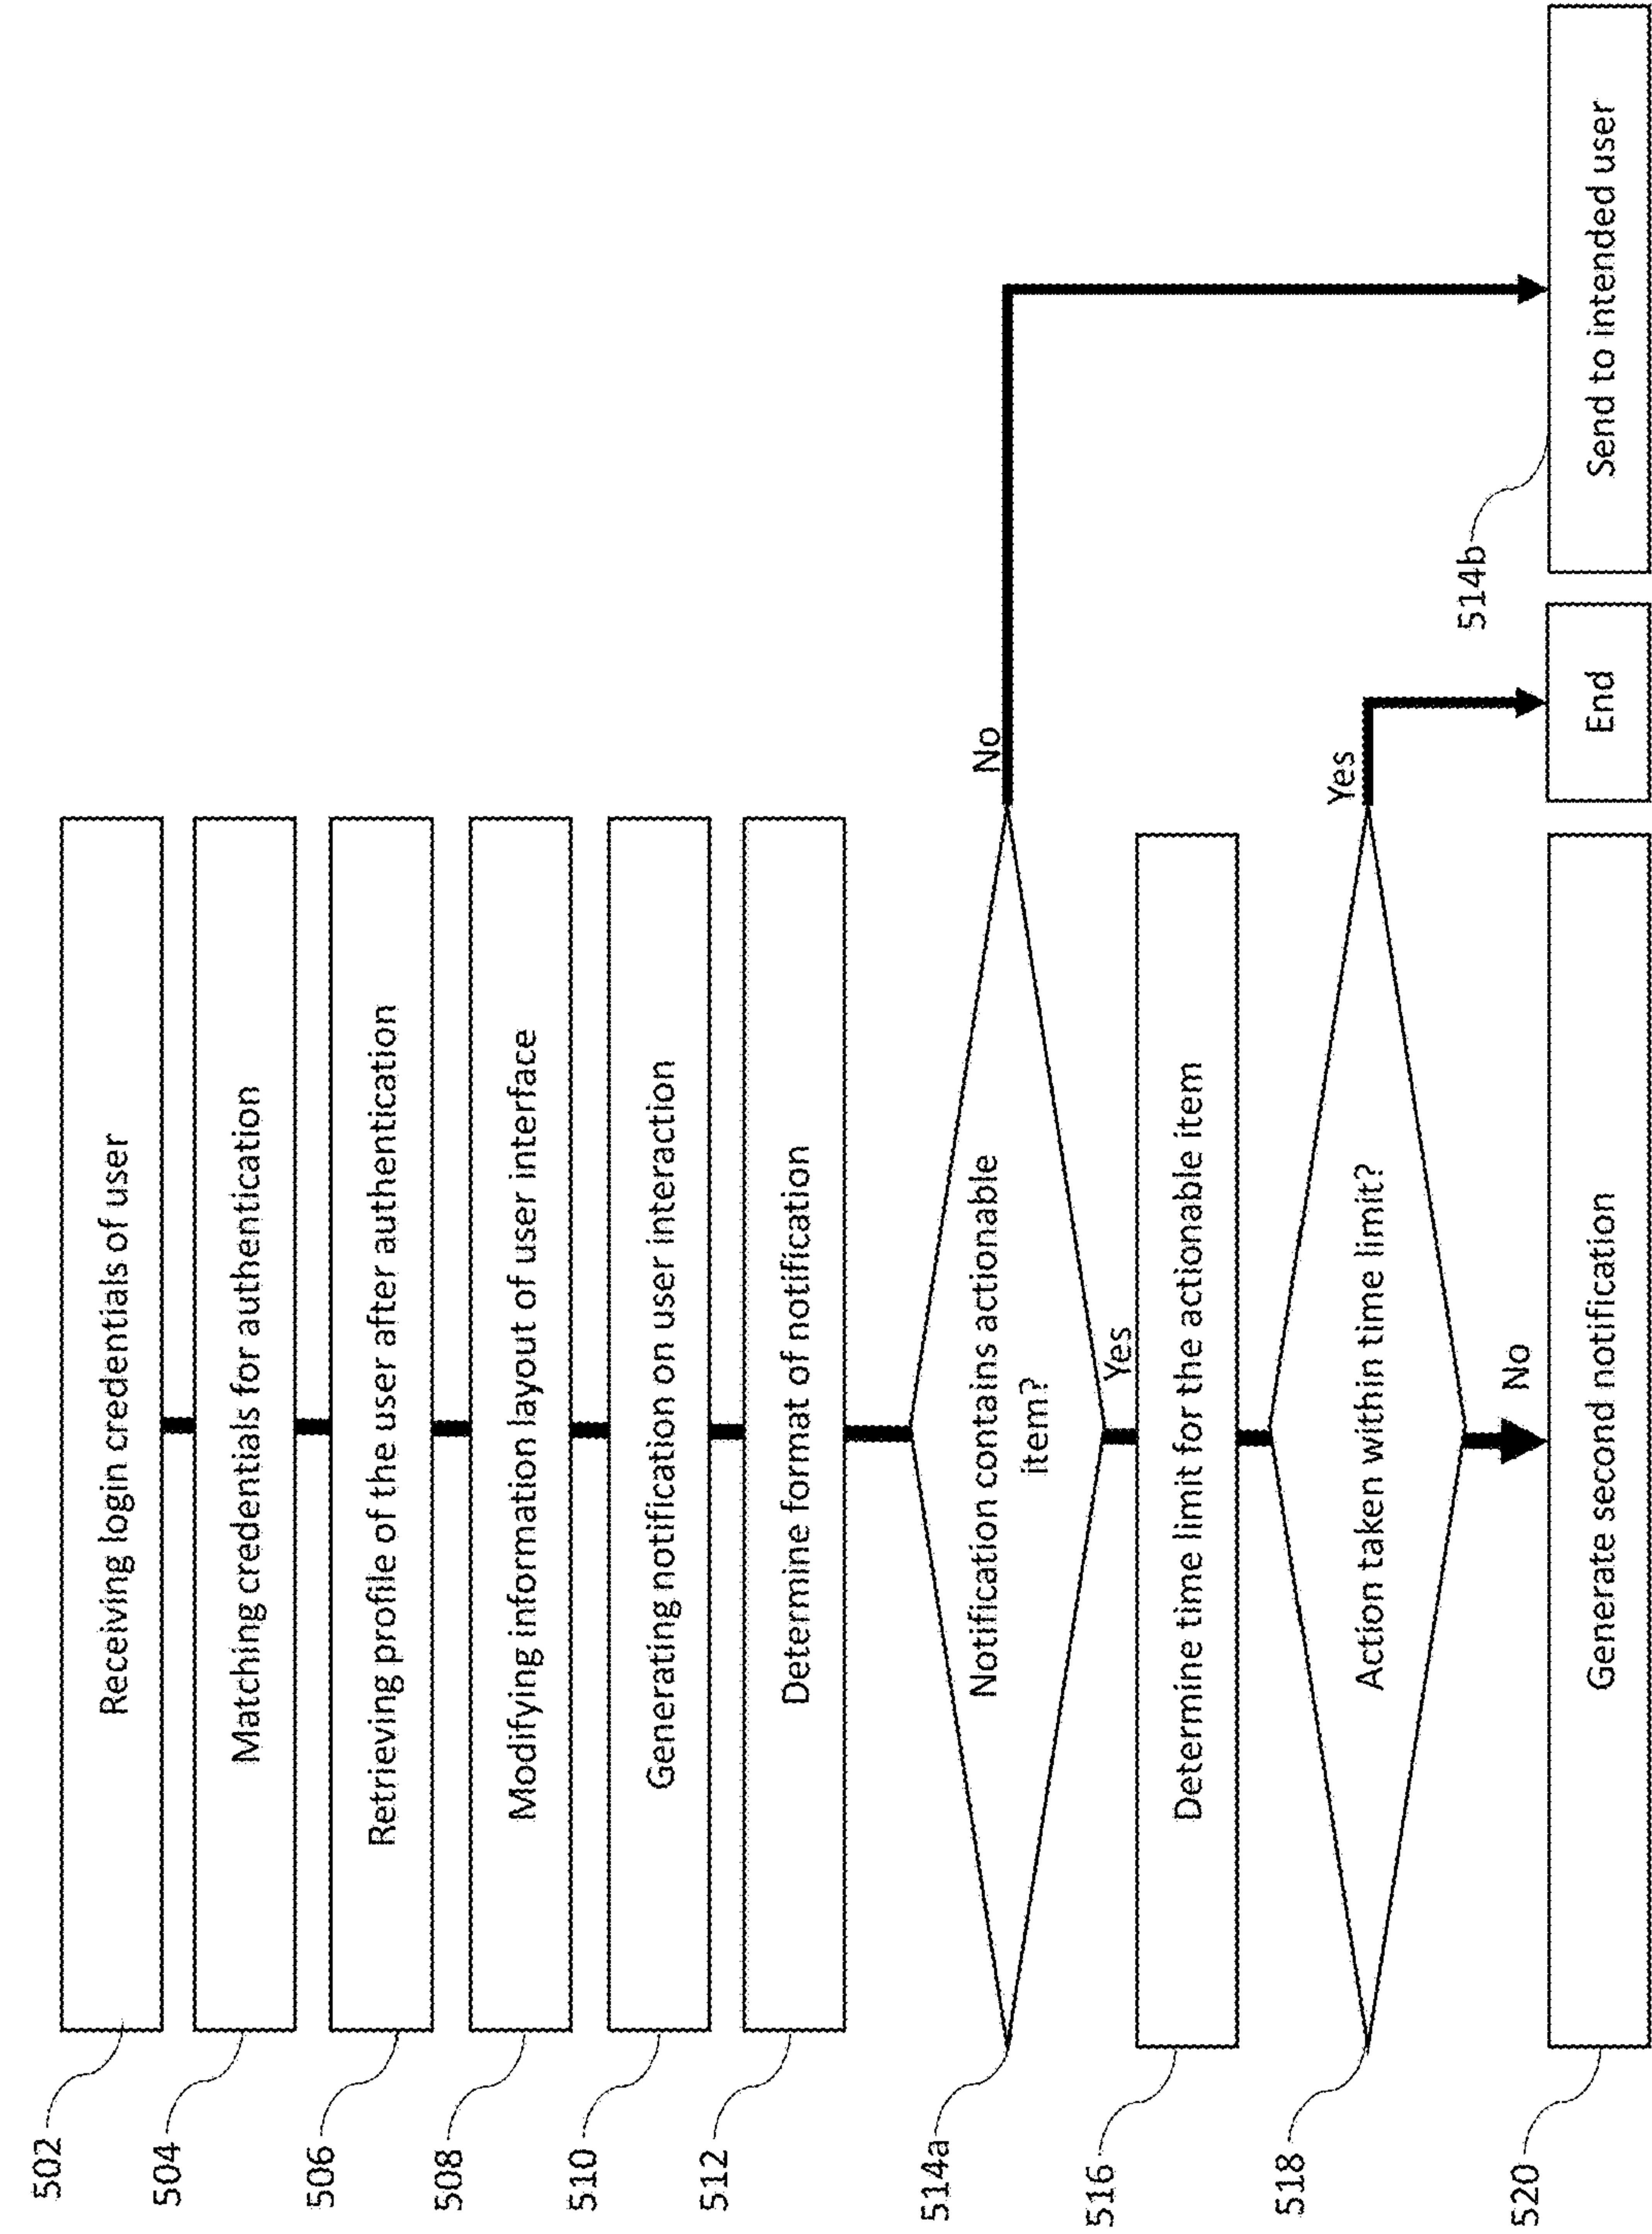 502
Receiving login credentials of user
504
Matching credentials for authentication
506
Retrieving profile of the user after authentication
508
Modifying information layout of user interface
510
Generating notification on user interaction
512
Determine format of notification
514a
Notification contains actionable
item?
No
Yes
516
Determine time limit for the actionable item
518
Action taken within time limit?
Yes
No
520
Generate second notification
End
514b
Send to intended user